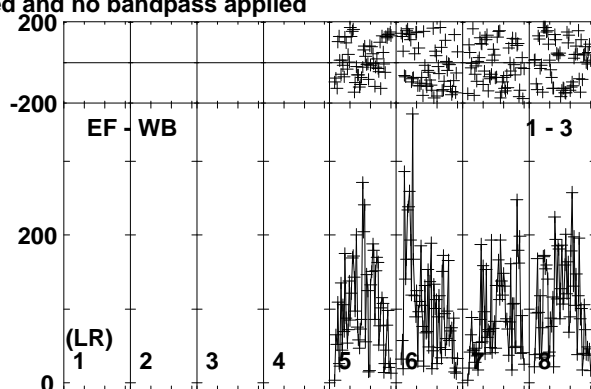 ed and no bandpass applied
200
-200
EF - WB 1 - 3
200
(LR)
1 2 3 4 5 6 7 8
0